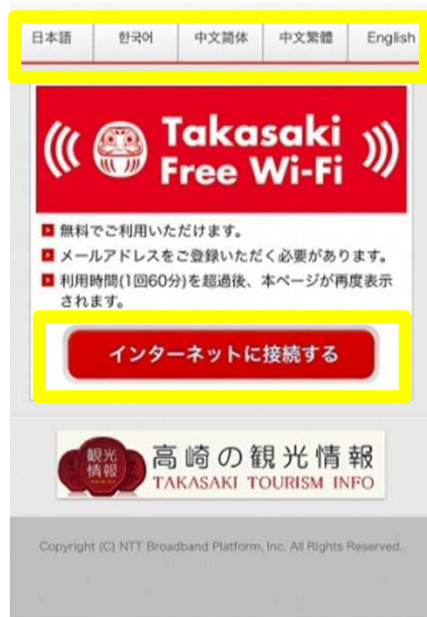 日本語 한국어 中文简体 中文繁體 English
Takasaki
Free Wi-Fi
無料でご利用いただけます。
メールアドレスをご登録いただく必要があります。
利用時間(1回60分)を超過後、本ページが再度表示
されます。
インターネットに接続する
観光
情報
高崎の観光情報
TAKASAKI TOURISM INFO
Copyright (C) NTT Broadband Platform, Inc. All Rights Reserved.